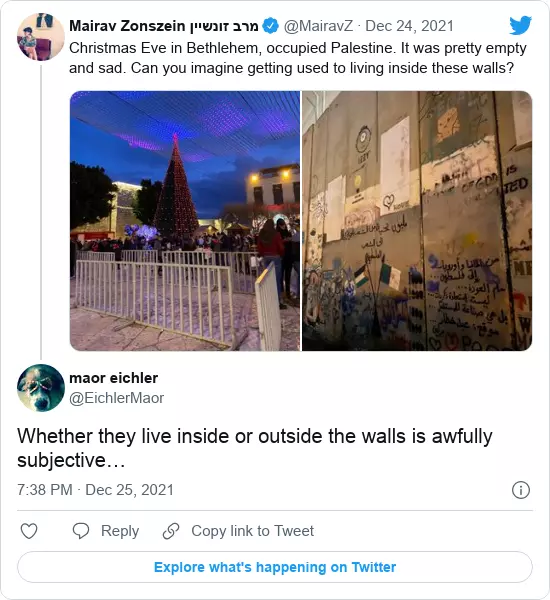 Mairav Zonszein מרב זונשיין @MairavZ · Dec 24, 2021
Christmas Eve in Bethlehem, occupied Palestine. It was pretty empty
and sad. Can you imagine getting used to living inside these walls?
maor eichler
@EichlerMaor
Whether they live inside or outside the walls is awfully
subjective…
7:38 PM · Dec 25, 2021
Reply
Copy link to Tweet
Explore what's happening on Twitter